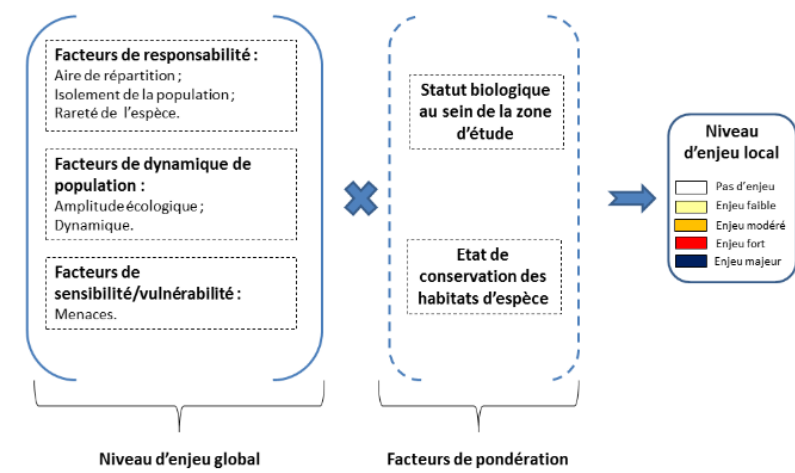 Facteurs de responsabilité :
Aire de répartition ;
Isolement de la population ;
Rareté de l'espèce.
Facteurs de dynamique de
population :
Amplitude écologique ;
Dynamique.
Facteurs de
sensibilité/vulnérabilité :
Menaces.
Niveau d'enjeu global
Statut biologique
au sein de la zone
d'étude
Etat de
conservation des
habitats d'espèce
Facteurs de pondération
Niveau
d'enjeu local
Pas d'enjeu
Enjeu faible
Enjeu modéré
Enjeu fort
Enjeu majeur